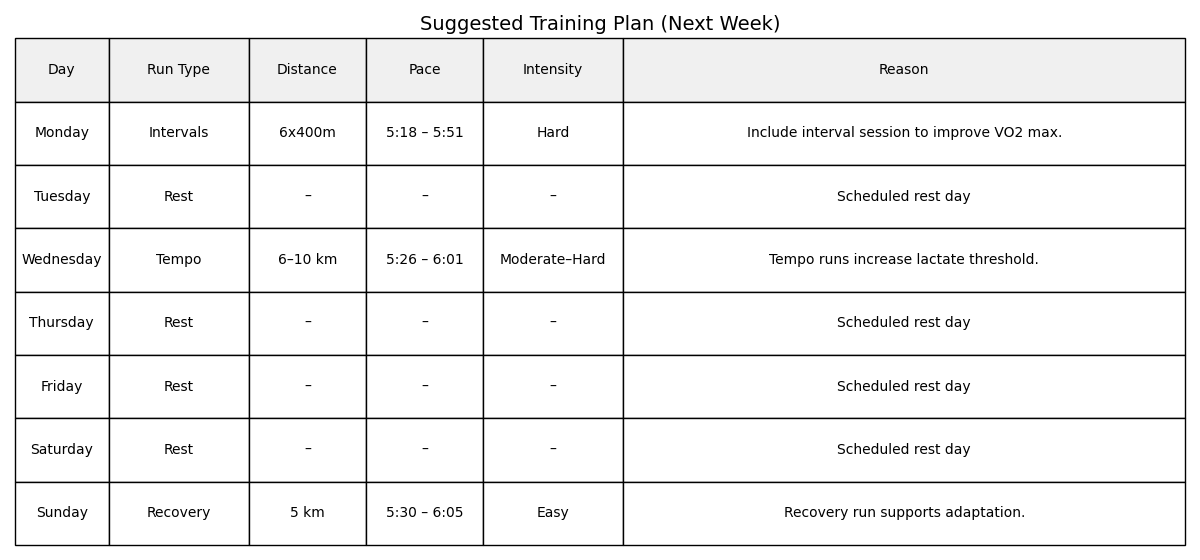 Suggested Training Plan (Next Week)
Day Run Type Distance Pace Intensity Reason
Monday Intervals 6x400m 5:18 – 5:51 Hard Include interval session to improve VO2 max.
Tuesday Rest – – – Scheduled rest day
Wednesday Tempo 6–10 km 5:26 – 6:01 Moderate–Hard Tempo runs increase lactate threshold.
Thursday Rest – – – Scheduled rest day
Friday Rest – – – Scheduled rest day
Saturday Rest – – – Scheduled rest day
Sunday Recovery 5 km 5:30 – 6:05 Easy Recovery run supports adaptation.